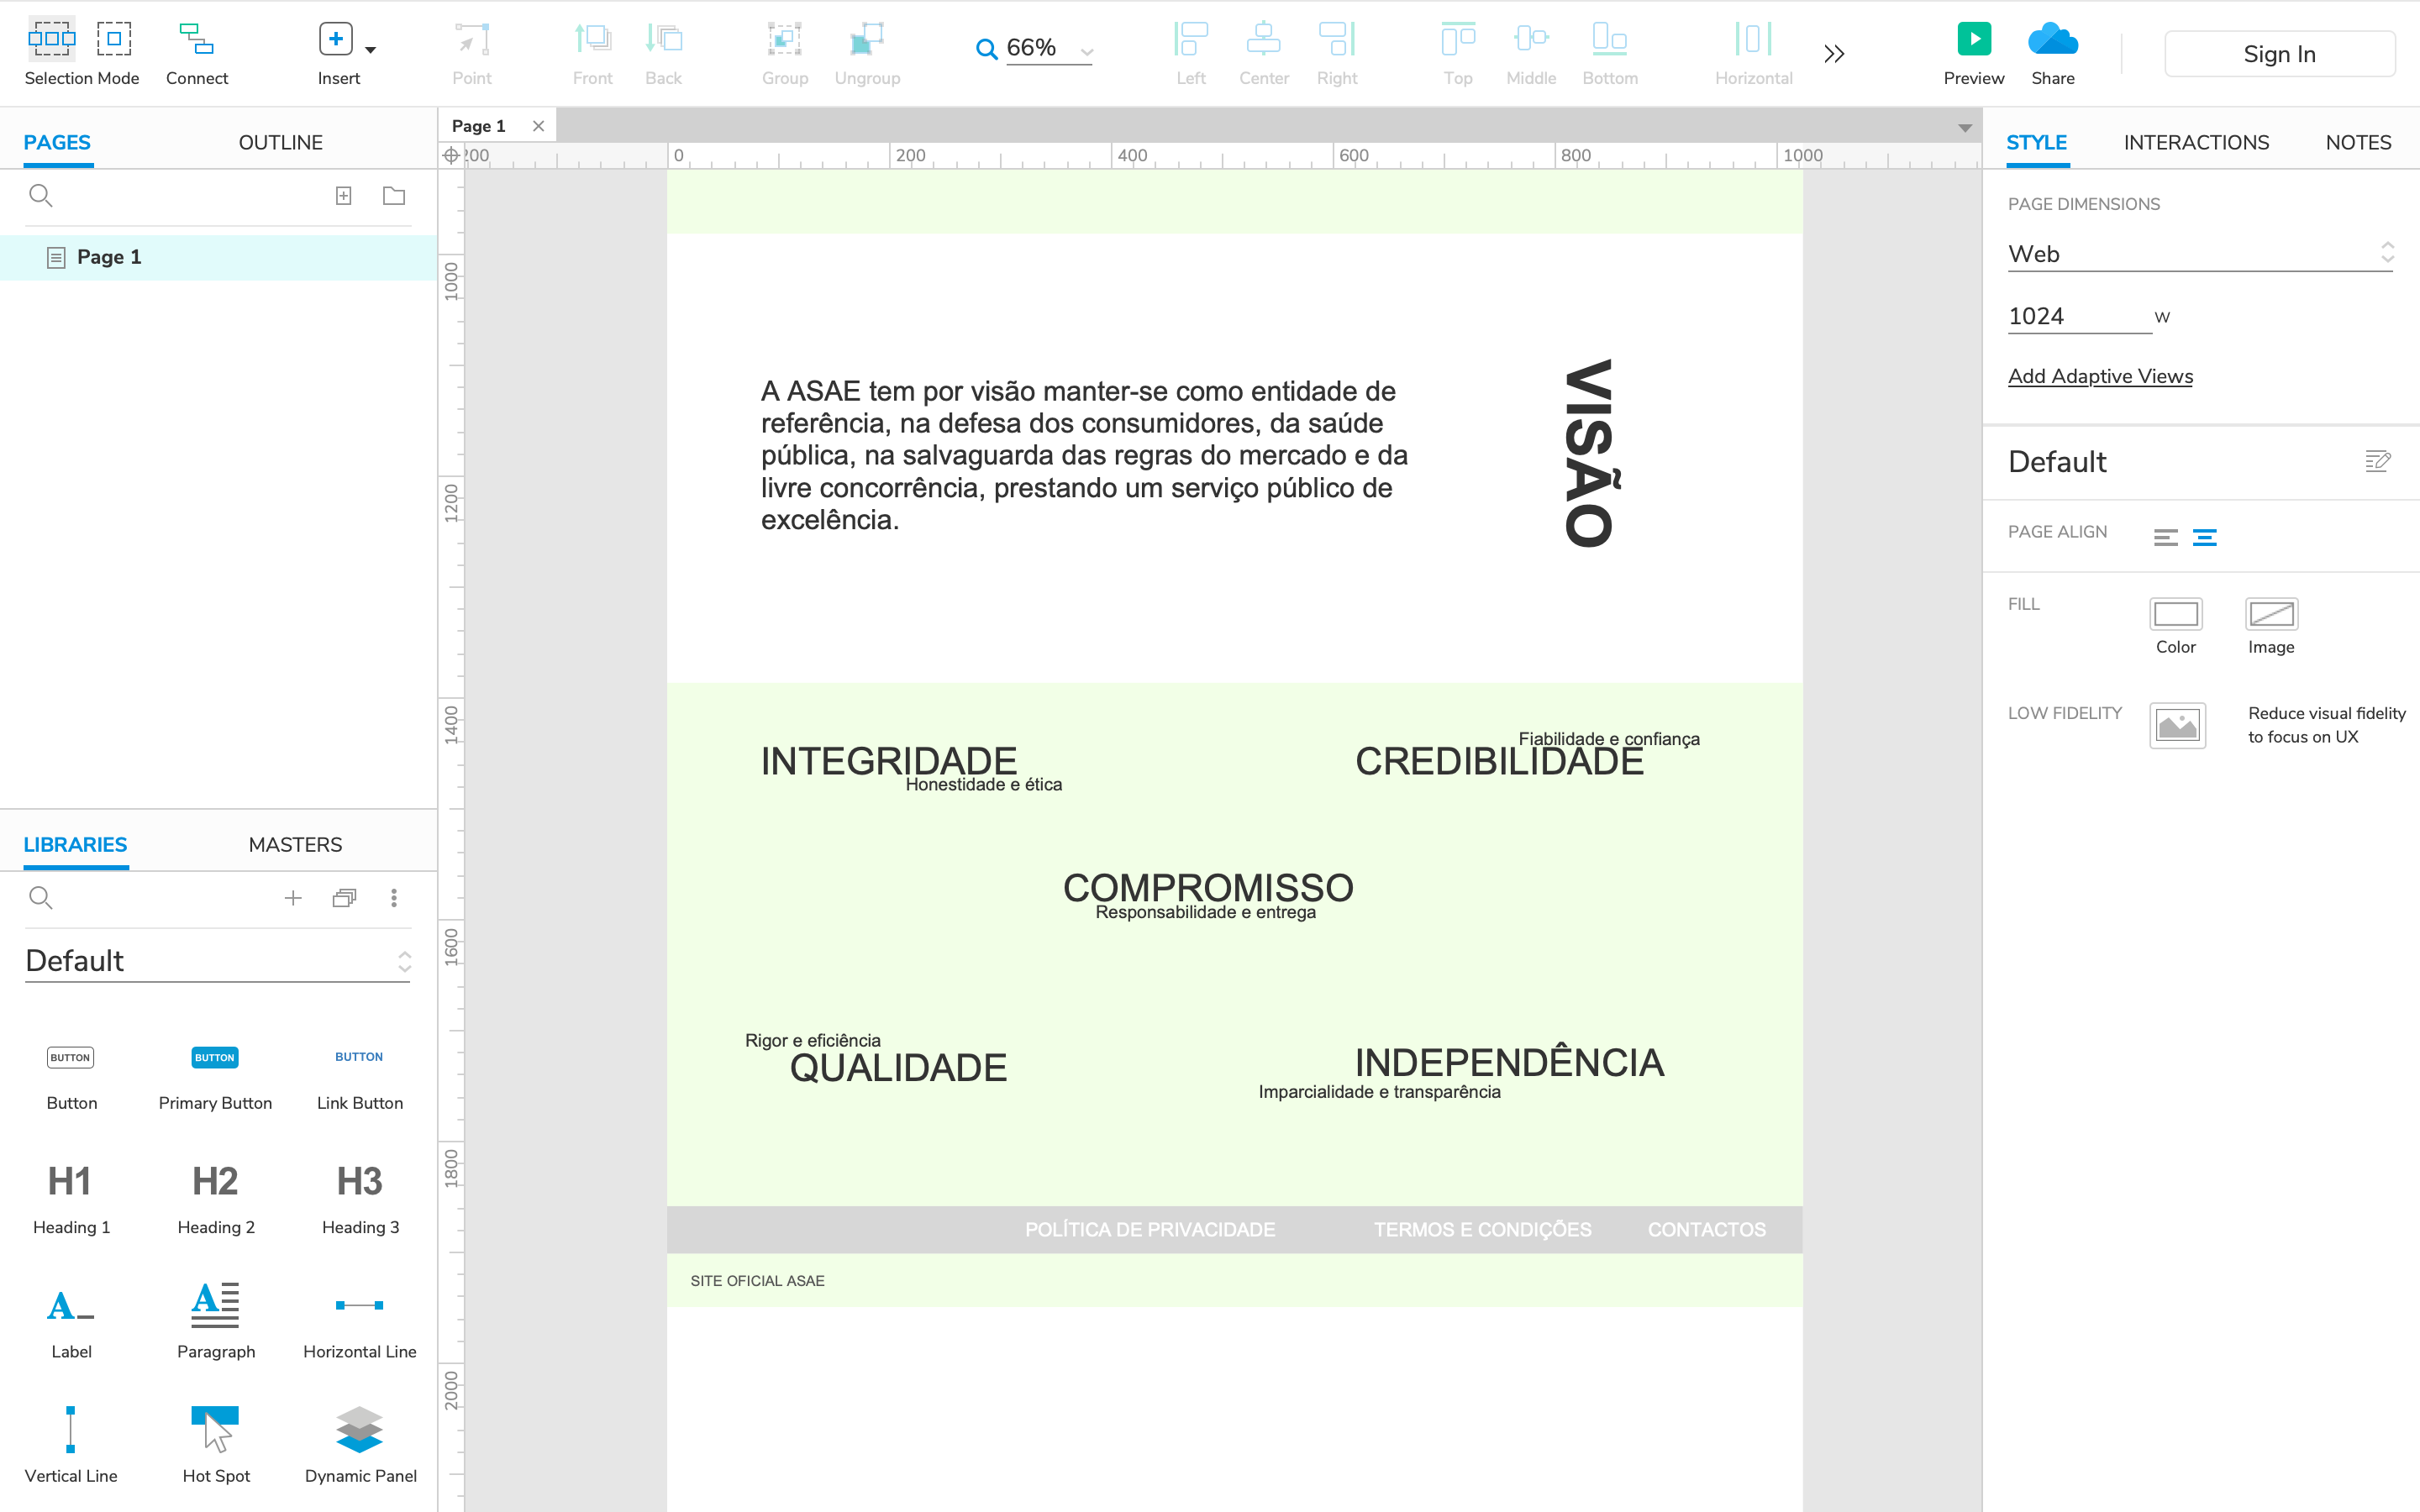 Selection Mode
Connect
Insert
Point
Front
Back
Group
Ungroup
66%
Left
Center
Right
Top
Middle
Bottom
Horizontal
Preview
Share
Sign In
PAGES
OUTLINE
Page 1
LIBRARIES
MASTERS
Default
BUTTON
BUTTON
BUTTON
Button
Primary Button
Link Button
H1
H2
H3
Heading 1
Heading 2
Heading 3
A
A
Label
Paragraph
Horizontal Line
Vertical Line
Hot Spot
Dynamic Panel
Page 1
200
0
200
400
600
800
1000
1000
1200
1400
1600
1800
2000
A ASAE tem por visão manter-se como entidade de
referência, na defesa dos consumidores, da saúde
pública, na salvaguarda das regras do mercado e da
livre concorrência, prestando um serviço público de
excelência.
VISÃO
INTEGRIDADE
Honestidade e ética
Fiabilidade e confiança
CREDIBILIDADE
COMPROMISSO
Responsabilidade e entrega
Rigor e eficiência
QUALIDADE
INDEPENDÊNCIA
Imparcialidade e transparência
POLÍTICA DE PRIVACIDADE
TERMOS E CONDIÇÕES
CONTACTOS
SITE OFICIAL ASAE
STYLE
INTERACTIONS
NOTES
PAGE DIMENSIONS
Web
1024 W
Add Adaptive Views
Default
PAGE ALIGN
FILL
Color
Image
LOW FIDELITY
Reduce visual fidelity
to focus on UX